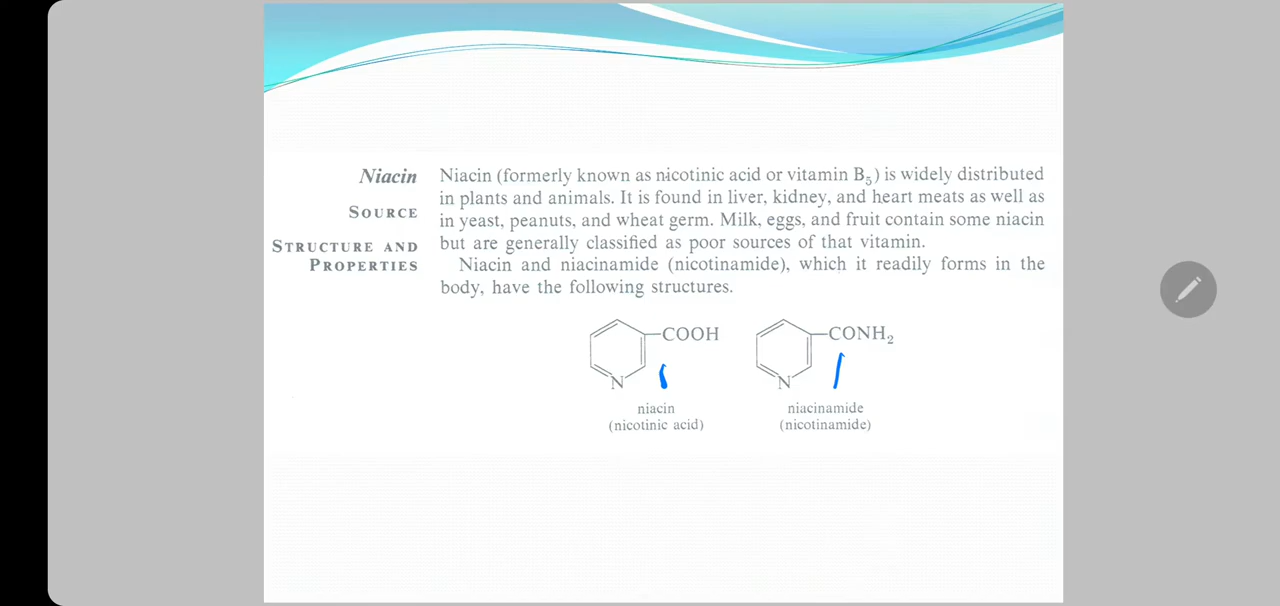 Niacin
Niacin (formerly known as nicotinic acid or vitamin B₅) is widely distributed
in plants and animals. It is found in liver, kidney, and heart meats as well as
SOURCE
in yeast, peanuts, and wheat germ. Milk, eggs, and fruit contain some niacin
but are generally classified as poor sources of that vitamin.
STRUCTURE AND
PROPERTIES
Niacin and niacinamide (nicotinamide), which it readily forms in the
body, have the following structures.
COOH
N
niacin
(nicotinic acid)
CONH₂
N
niacinamide
(nicotinamide)